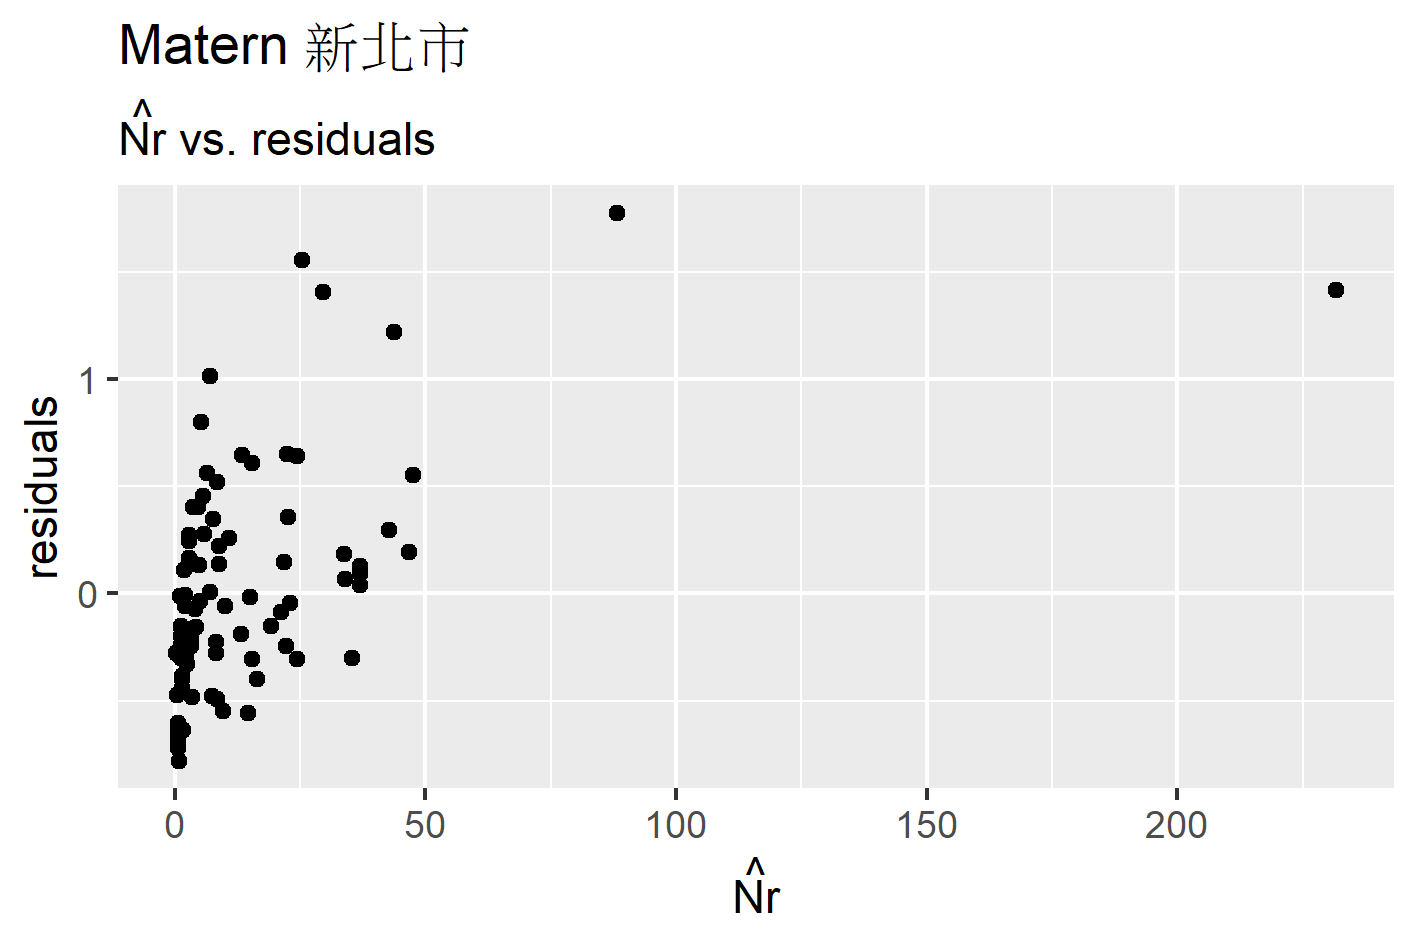 Matern 新北市
N̂r vs. residuals
residuals
1
0
0 50 100 150 200
N̂r